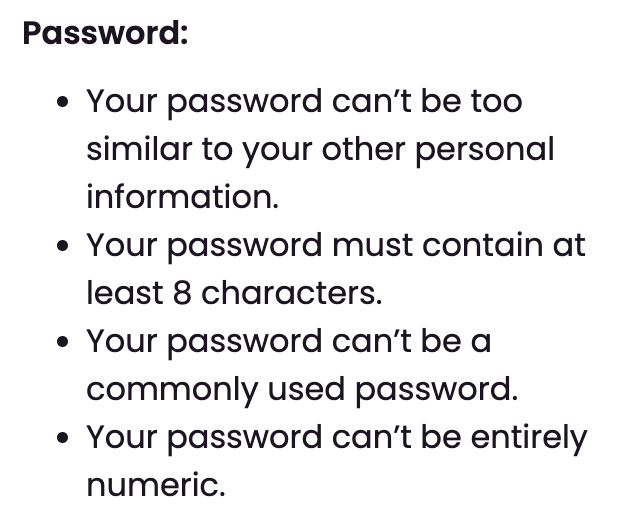 Password:
• Your password can’t be too
similar to your other personal
information.
• Your password must contain at
least 8 characters.
• Your password can’t be a
commonly used password.
• Your password can’t be entirely
numeric.